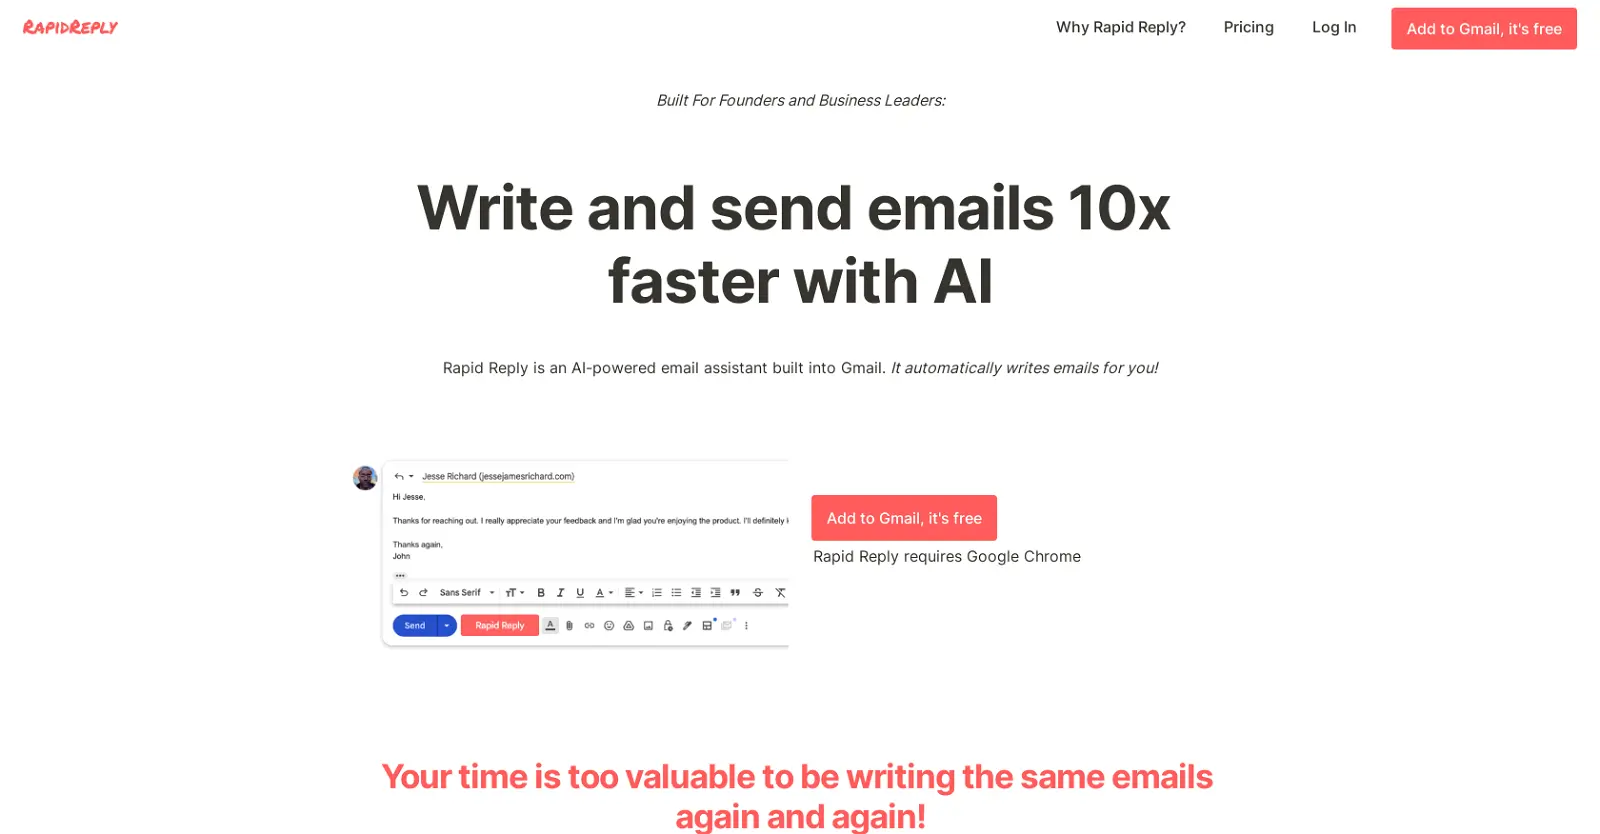 RapidReply
Why Rapid Reply?
Pricing
Log In
Add to Gmail, it's free
Built For Founders and Business Leaders:
Write and send emails 10x
faster with AI
Rapid Reply is an AI-powered email assistant built into Gmail. It automatically writes emails for you!
Jesse Richard (jessejamesrichard.com)
Hi Jesse,
Thanks for reaching out. I really appreciate your feedback and I'm glad you're enjoying the product. I'll definitely
Thanks again,
John
Sans Serif
Send
Rapid Reply
Add to Gmail, it's free
Rapid Reply requires Google Chrome
Your time is too valuable to be writing the same emails
again and again!